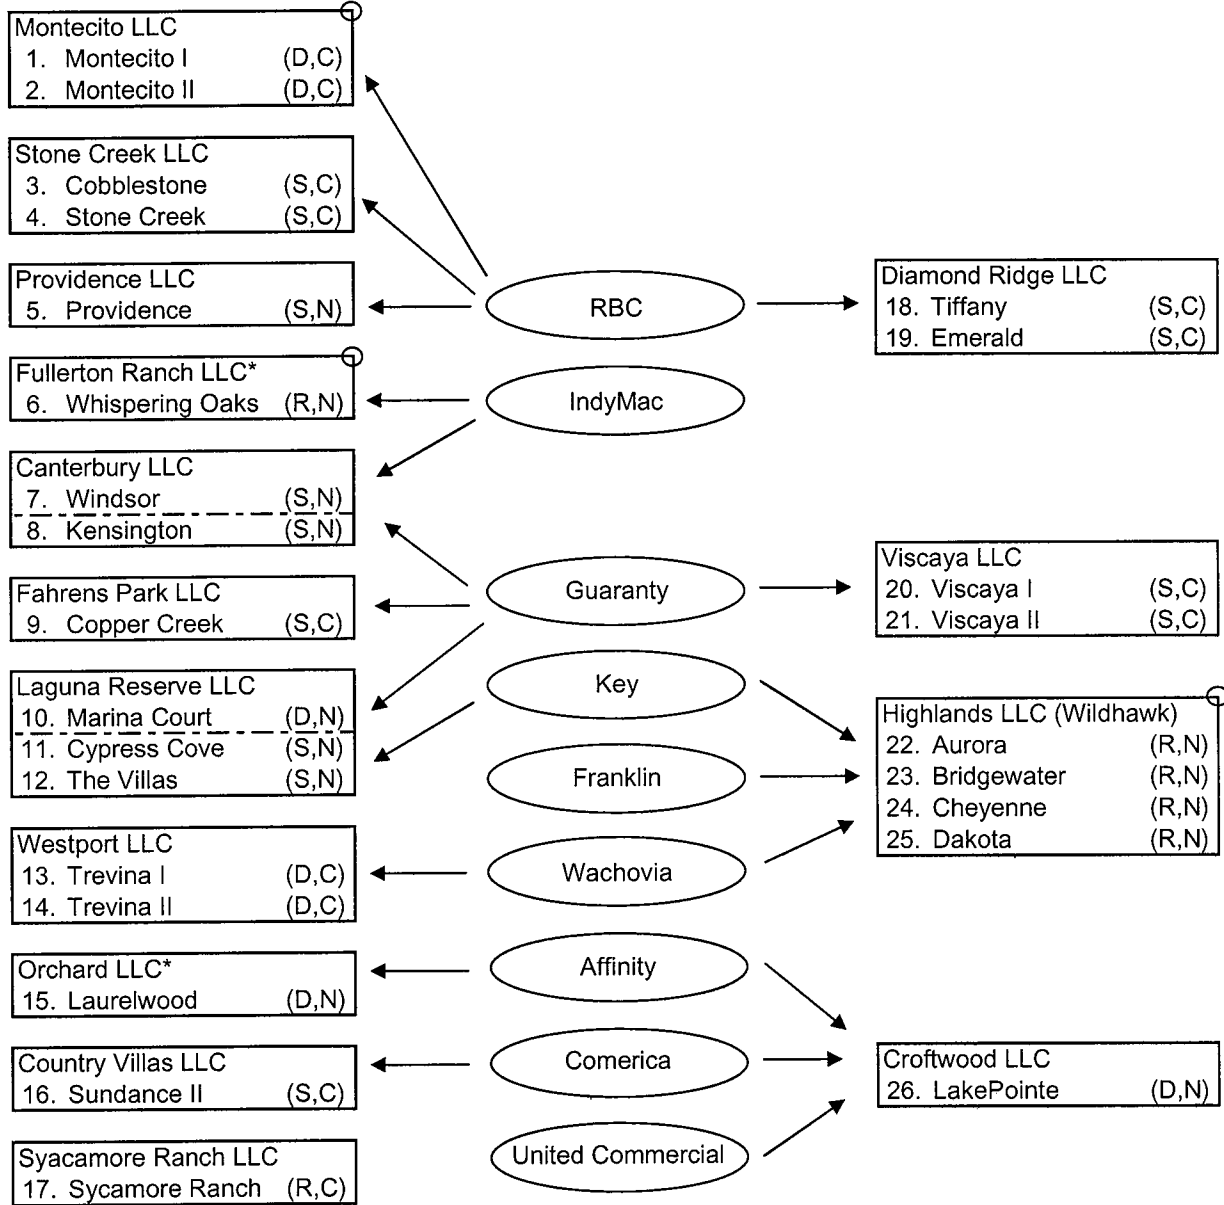 Montecito LLC
1. Montecito I (D,C)
2. Montecito II (D,C)
Stone Creek LLC
3. Cobblestone (S,C)
4. Stone Creek (S,C)
Providence LLC
5. Providence (S,N)
Fullerton Ranch LLC*
6. Whispering Oaks (R,N)
Canterbury LLC
7. Windsor (S,N)
8. Kensington (S,N)
Fahrens Park LLC
9. Copper Creek (S,C)
Laguna Reserve LLC
10. Marina Court (D,N)
11. Cypress Cove (S,N)
12. The Villas (S,N)
Westport LLC
13. Trevina I (D,C)
14. Trevina II (D,C)
Orchard LLC*
15. Laurelwood (D,N)
Country Villas LLC
16. Sundance II (S,C)
Syacamore Ranch LLC
17. Sycamore Ranch (R,C)
RBC
IndyMac
Guaranty
Key
Franklin
Wachovia
Affinity
Comerica
United Commercial
Diamond Ridge LLC
18. Tiffany (S,C)
19. Emerald (S,C)
Viscaya LLC
20. Viscaya I (S,C)
21. Viscaya II (S,C)
Highlands LLC (Wildhawk)
22. Aurora (R,N)
23. Bridgewater (R,N)
24. Cheyenne (R,N)
25. Dakota (R,N)
Croftwood LLC
26. LakePointe (D,N)